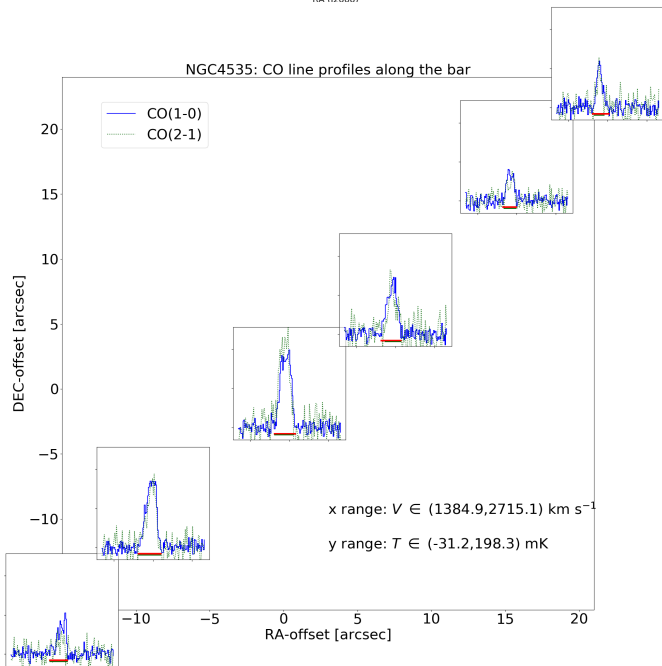 NGC4535: CO line profiles along the bar
CO(1-0)
CO(2-1)
20
15
10
5
0
−5
−10
DEC-offset [arcsec]
x range: V ∈ (1384.9,2715.1) km s⁻¹
y range: T ∈ (-31.2,198.3) mK
−10 −5 0 5 10 15 20
RA-offset [arcsec]